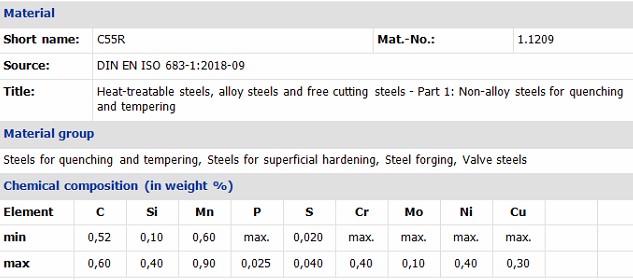 Material
Short name: C55R Mat.-No.: 1.1209
Source: DIN EN ISO 683-1:2018-09
Title: Heat-treatable steels, alloy steels and free cutting steels - Part 1: Non-alloy steels for quenching
and tempering
Material group
Steels for quenching and tempering, Steels for superficial hardening, Steel forging, Valve steels
Chemical composition (in weight %)
Element C Si Mn P S Cr Mo Ni Cu
min 0,52 0,10 0,60 max. 0,020 max. max. max. max.
max 0,60 0,40 0,90 0,025 0,040 0,40 0,10 0,40 0,30